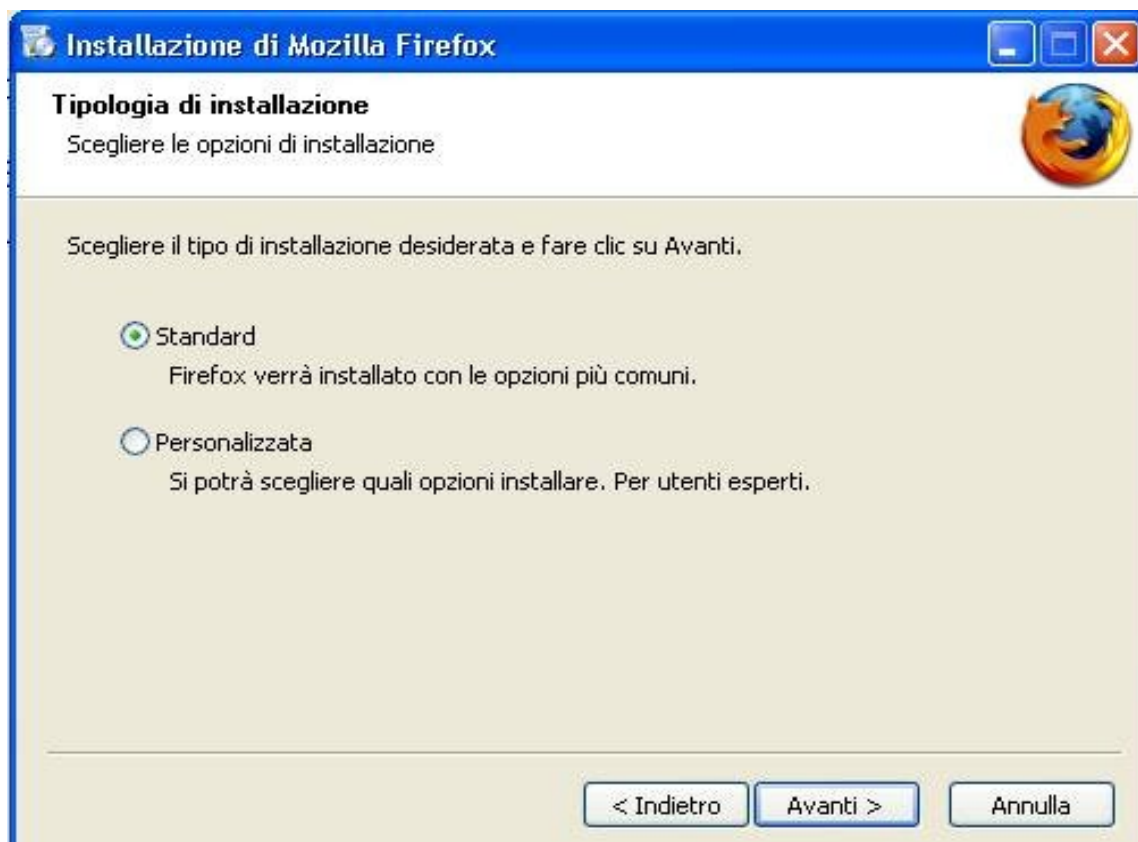 Installazione di Mozilla Firefox
Tipologia di installazione
Scegliere le opzioni di installazione
Scegliere il tipo di installazione desiderata e fare clic su Avanti.
Standard
Firefox verrà installato con le opzioni più comuni.
Personalizzata
Si potrà scegliere quali opzioni installare. Per utenti esperti.
< Indietro Avanti > Annulla